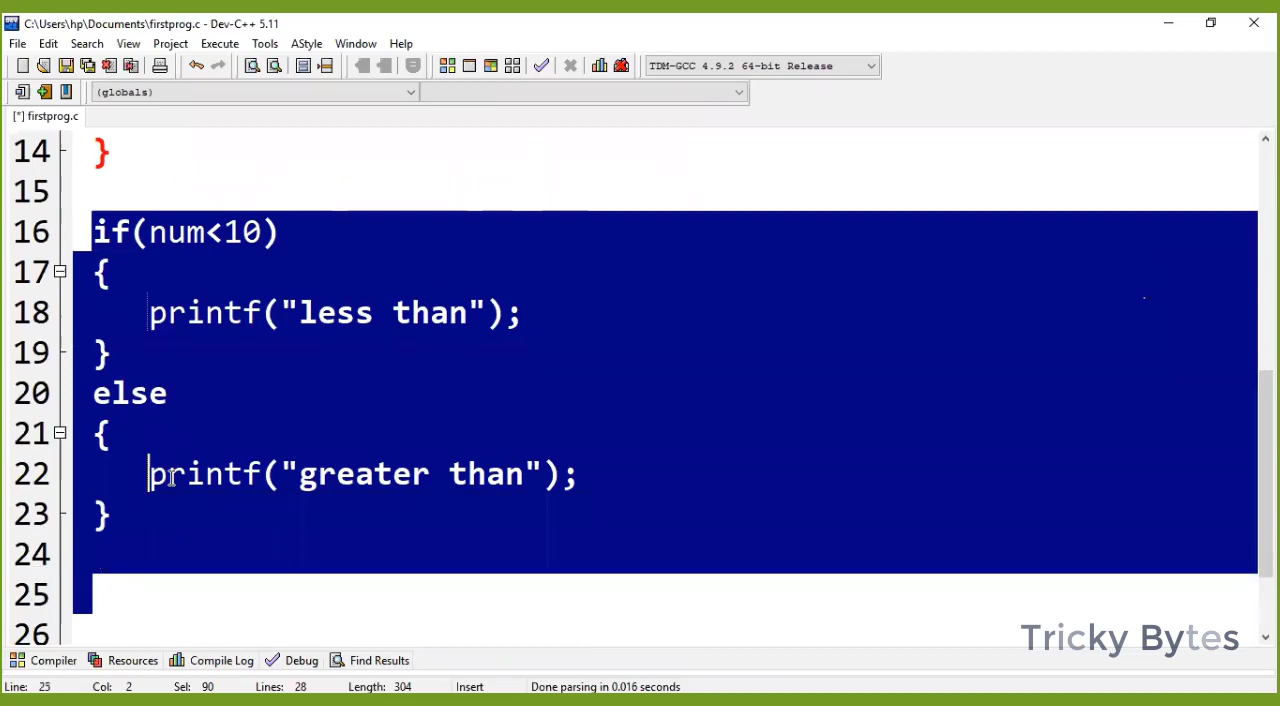 C:\Users\hp\Documents\firstprog.c - Dev-C++ 5.11
File Edit Search View Project Execute Tools AStyle Window Help
TDM-GCC 4.9.2 64-bit Release
(globals)
[*] firstprog.c
14 }
15
16 if(num<10)
17 {
18 printf("less than");
19 }
20 else
21 {
22 printf("greater than");
23 }
24
25
26
Tricky Bytes
Compiler Resources Compile Log Debug Find Results
Line: 25 Col: 2 Sel: 90 Lines: 28 Length: 304 Insert Done parsing in 0.016 seconds